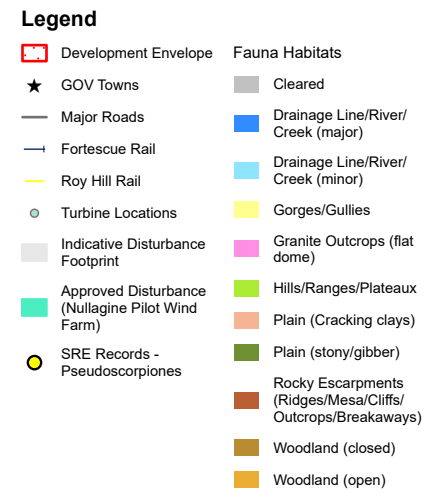 Legend
Development Envelope
GOV Towns
Major Roads
Fortescue Rail
Roy Hill Rail
Turbine Locations
Indicative Disturbance
Footprint
Approved Disturbance
(Nullagine Pilot Wind
Farm)
SRE Records -
Pseudoscorpiones
Fauna Habitats
Cleared
Drainage Line/River/
Creek (major)
Drainage Line/River/
Creek (minor)
Gorges/Gullies
Granite Outcrops (flat
dome)
Hills/Ranges/Plateaux
Plain (Cracking clays)
Plain (stony/gibber)
Rocky Escarpments
(Ridges/Mesa/Cliffs/
Outcrops/Breakaways)
Woodland (closed)
Woodland (open)